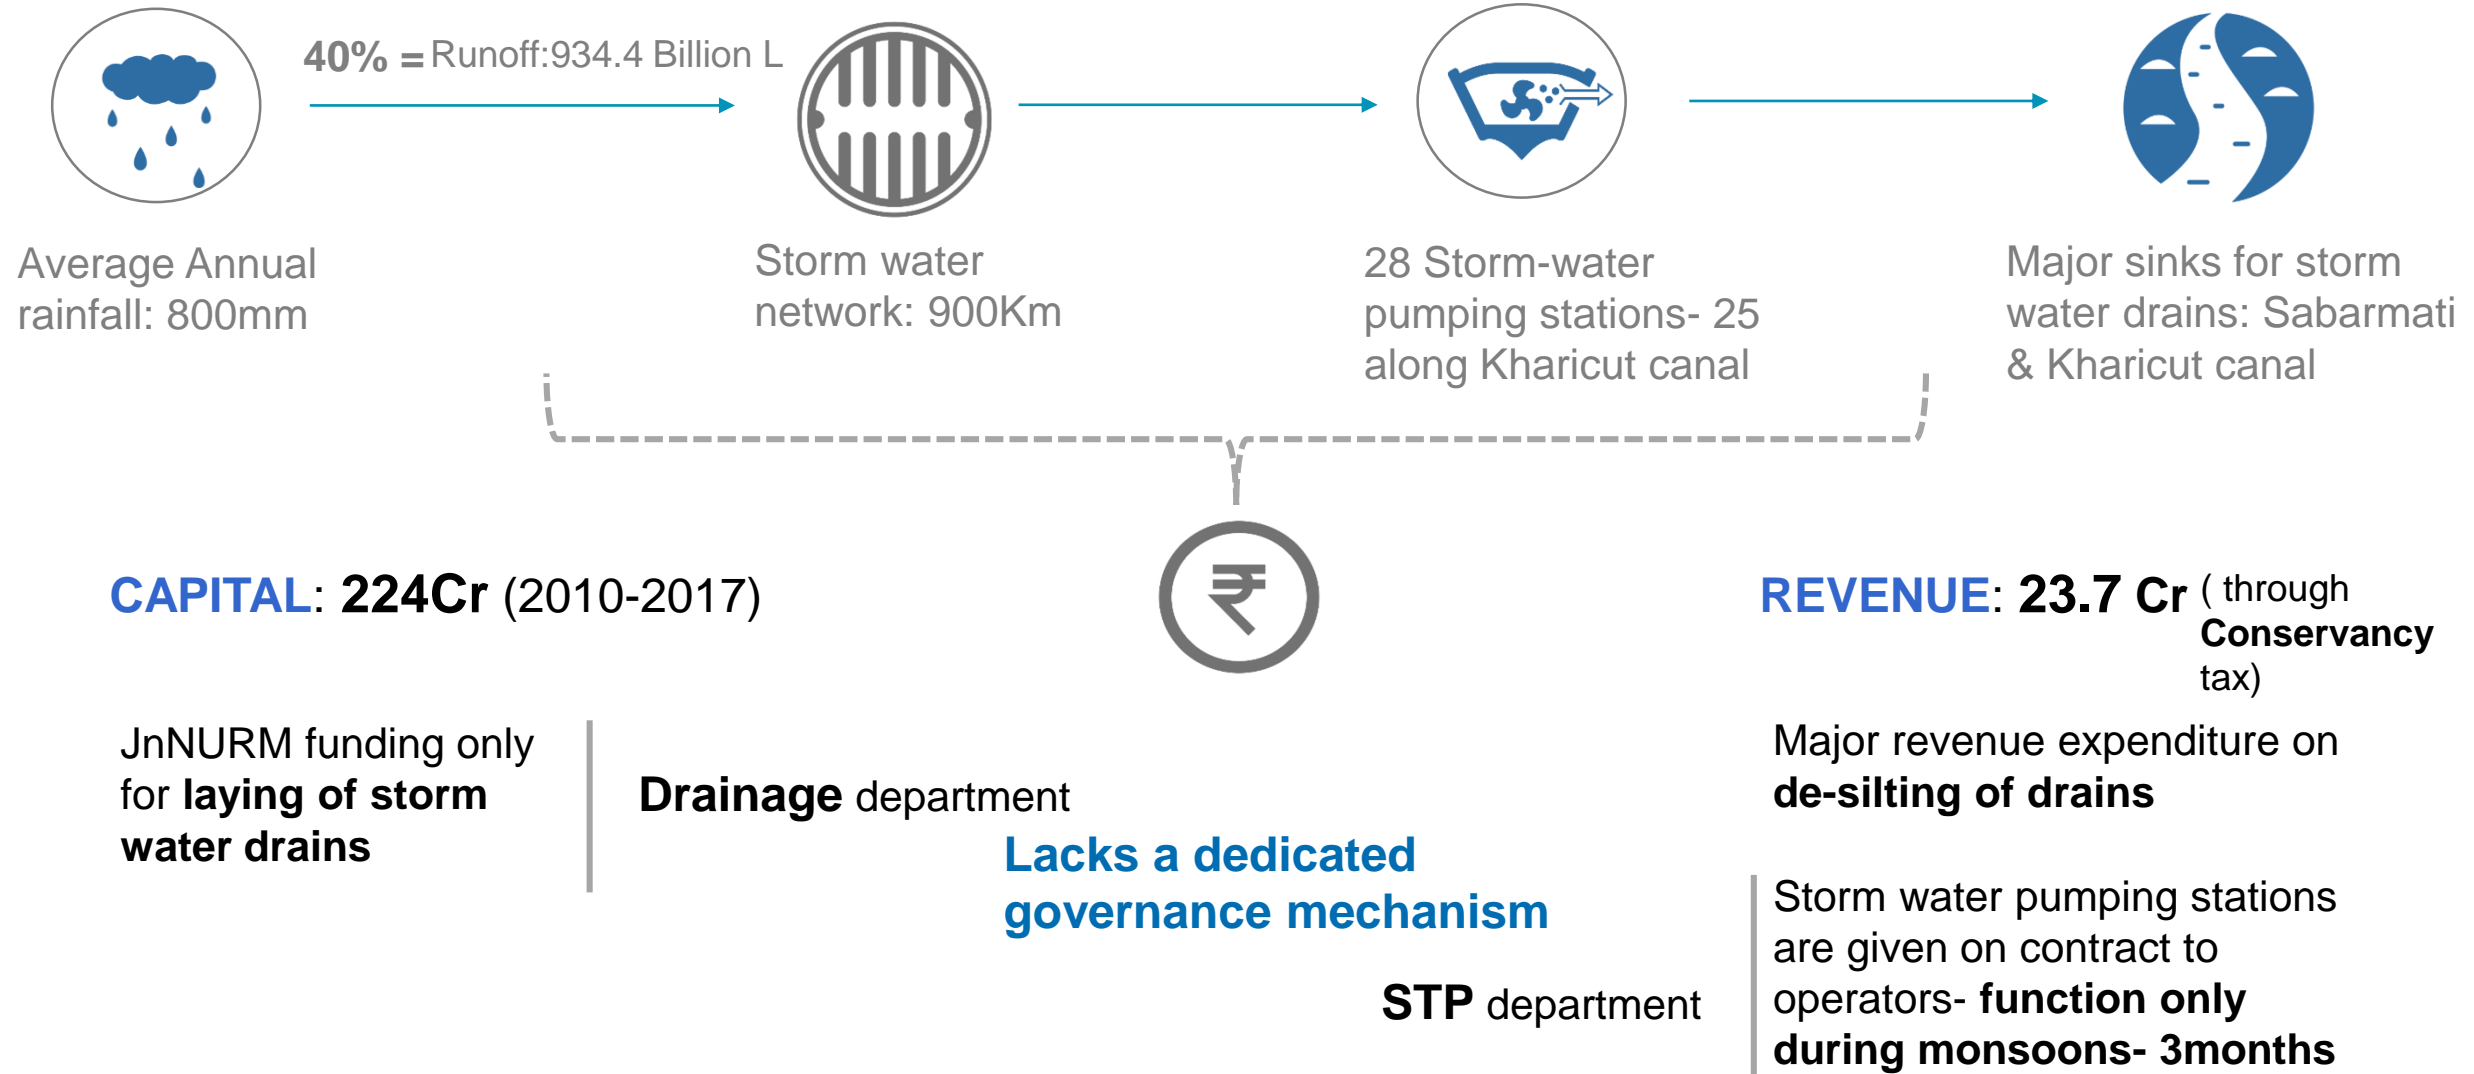 40% = Runoff:934.4 Billion L
Average Annual
rainfall: 800mm
Storm water
network: 900Km
28 Storm-water
pumping stations- 25
along Kharicut canal
Major sinks for storm
water drains: Sabarmati
& Kharicut canal
₹
CAPITAL: 224Cr (2010-2017)
REVENUE: 23.7 Cr ( through
Conservancy
tax)
JnNURM funding only
for laying of storm
water drains
Drainage department
Lacks a dedicated
governance mechanism
STP department
Major revenue expenditure on
de-silting of drains
Storm water pumping stations
are given on contract to
operators- function only
during monsoons- 3months